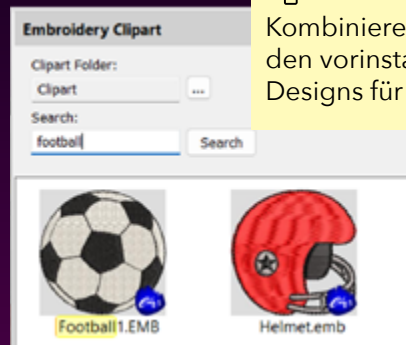 Kombiniere
den vorinsta
Designs für
Embroidery Clipart
Clipart Folder:
Clipart
...
Search:
football
Search
Football1.EMB
Helmet.emb